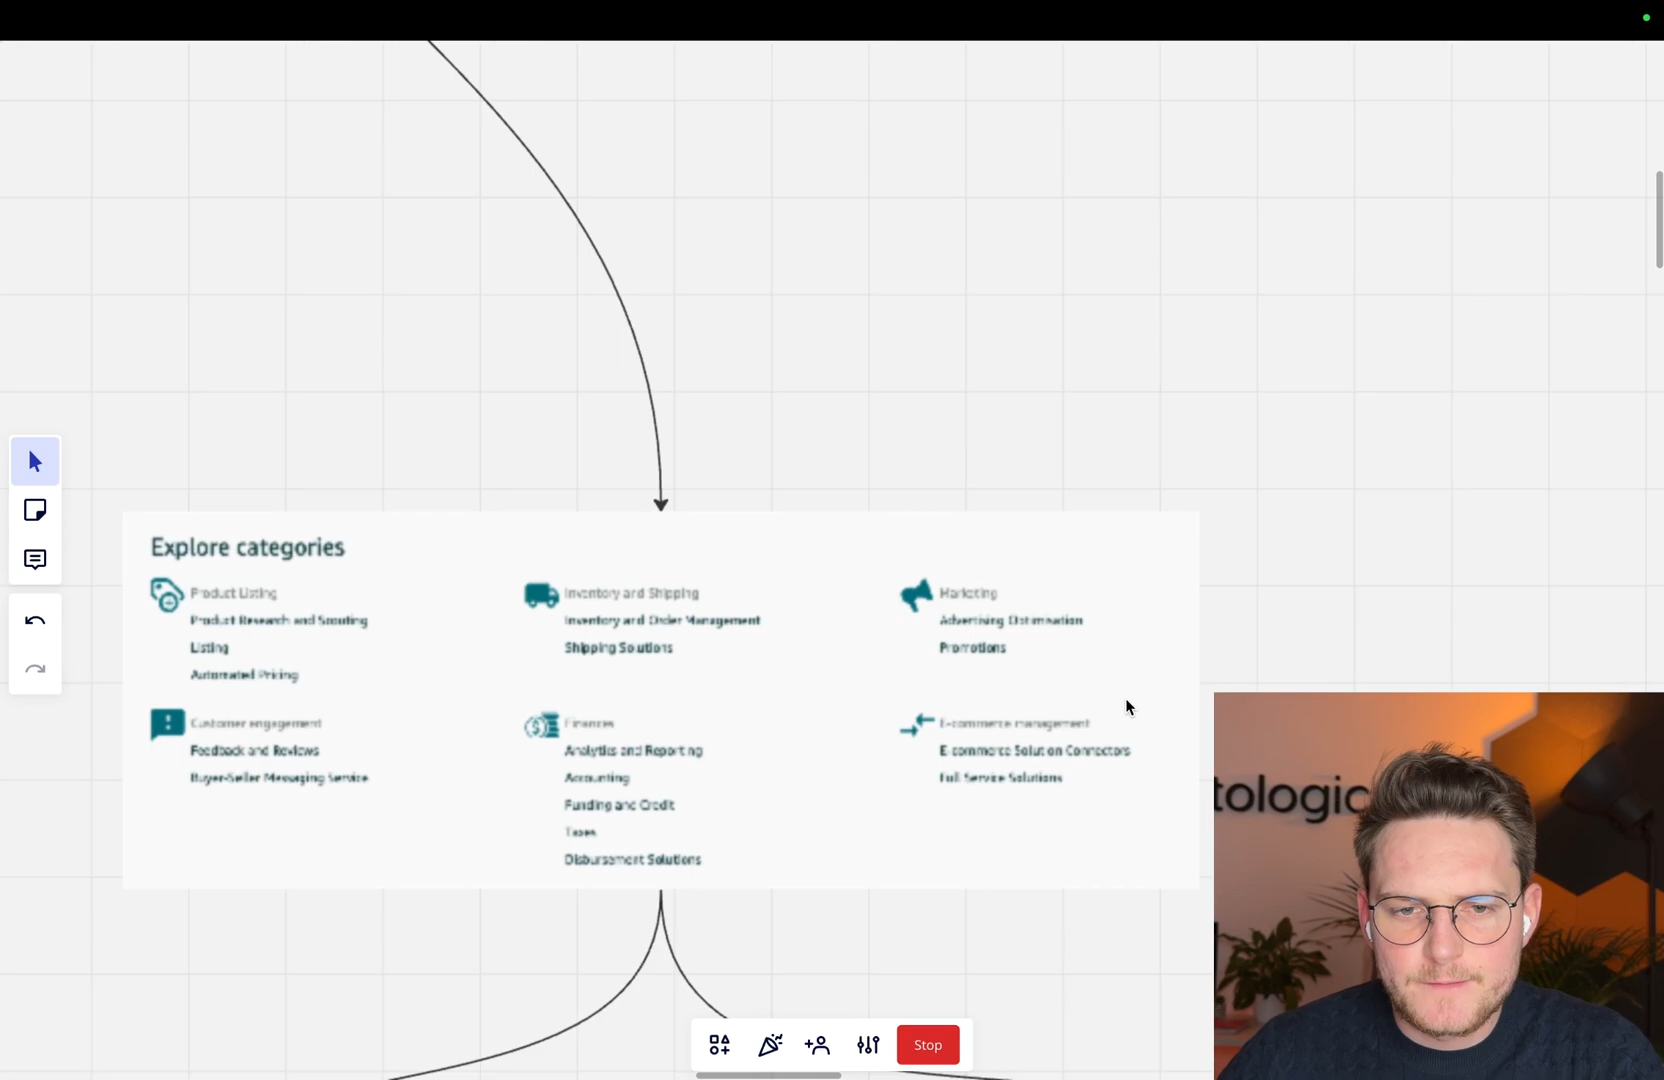 Explore categories
Product Listing
Product Research and Scouting
Listing
Automated Pricing
Inventory and Shipping
Inventory and Order Management
Shipping Solutions
Marketing
Advertising Optimisation
Promotions
Customer engagement
Feedback and Reviews
Buyer-Seller Messaging Service
Finances
Analytics and Reporting
Accounting
Funding and Credit
Taxes
Disbursement Solutions
E-commerce management
E-commerce Solution Connectors
Full Service Solutions
tologic
Stop